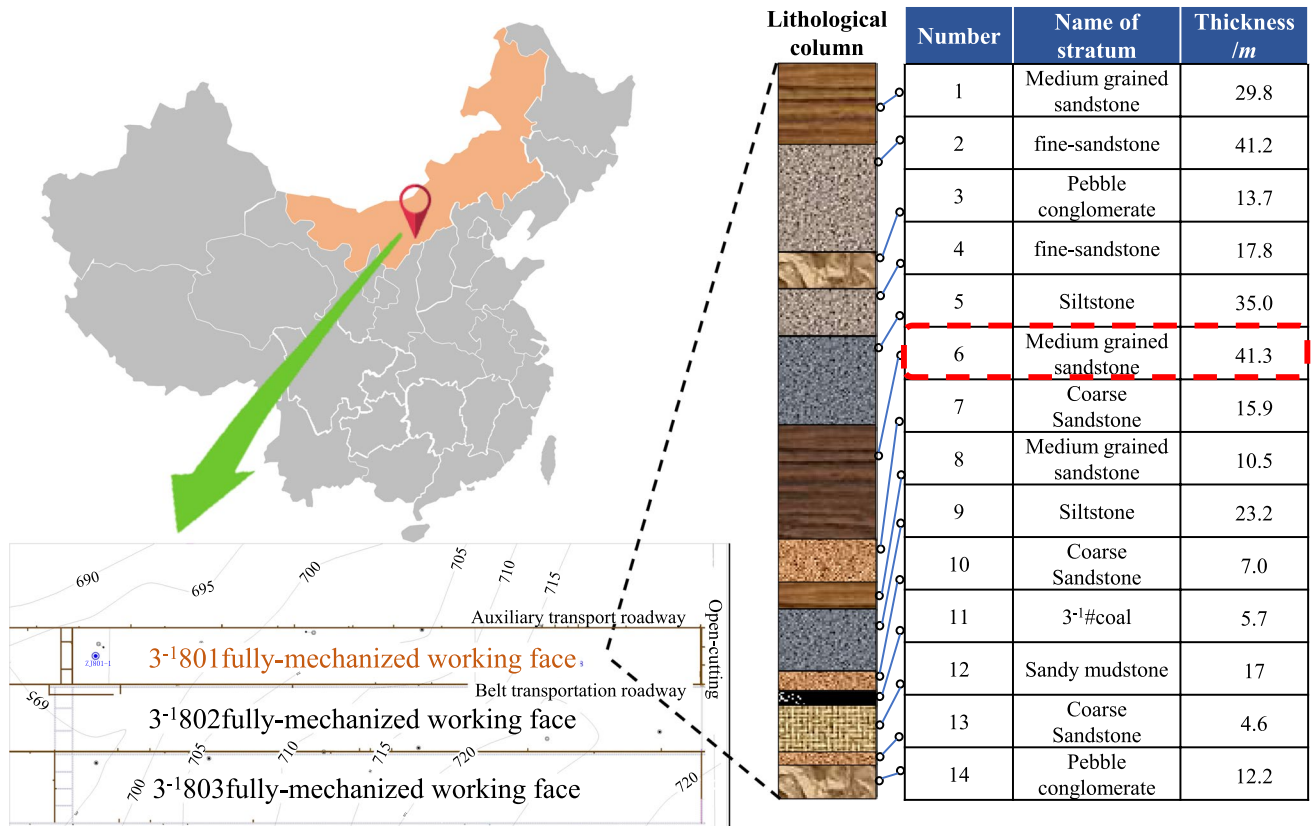 Lithological
column
Number
Name of
stratum
Thickness
/m
1
Medium grained
sandstone
29.8
2
fine-sandstone
41.2
3
Pebble
conglomerate
13.7
4
fine-sandstone
17.8
5
Siltstone
35.0
6
Medium grained
sandstone
41.3
7
Coarse
Sandstone
15.9
8
Medium grained
sandstone
10.5
9
Siltstone
23.2
10
Coarse
Sandstone
7.0
11
3⁻¹#coal
5.7
12
Sandy mudstone
17
13
Coarse
Sandstone
4.6
14
Pebble
conglomerate
12.2
690
695
700
705
710
715
Auxiliary transport roadway
Open-cutting
3⁻¹801fully-mechanized working face
ZJ801-1
Belt transportation roadway
695
3⁻¹802fully-mechanized working face
705
710
715
720
3⁻¹803fully-mechanized working face
700
720